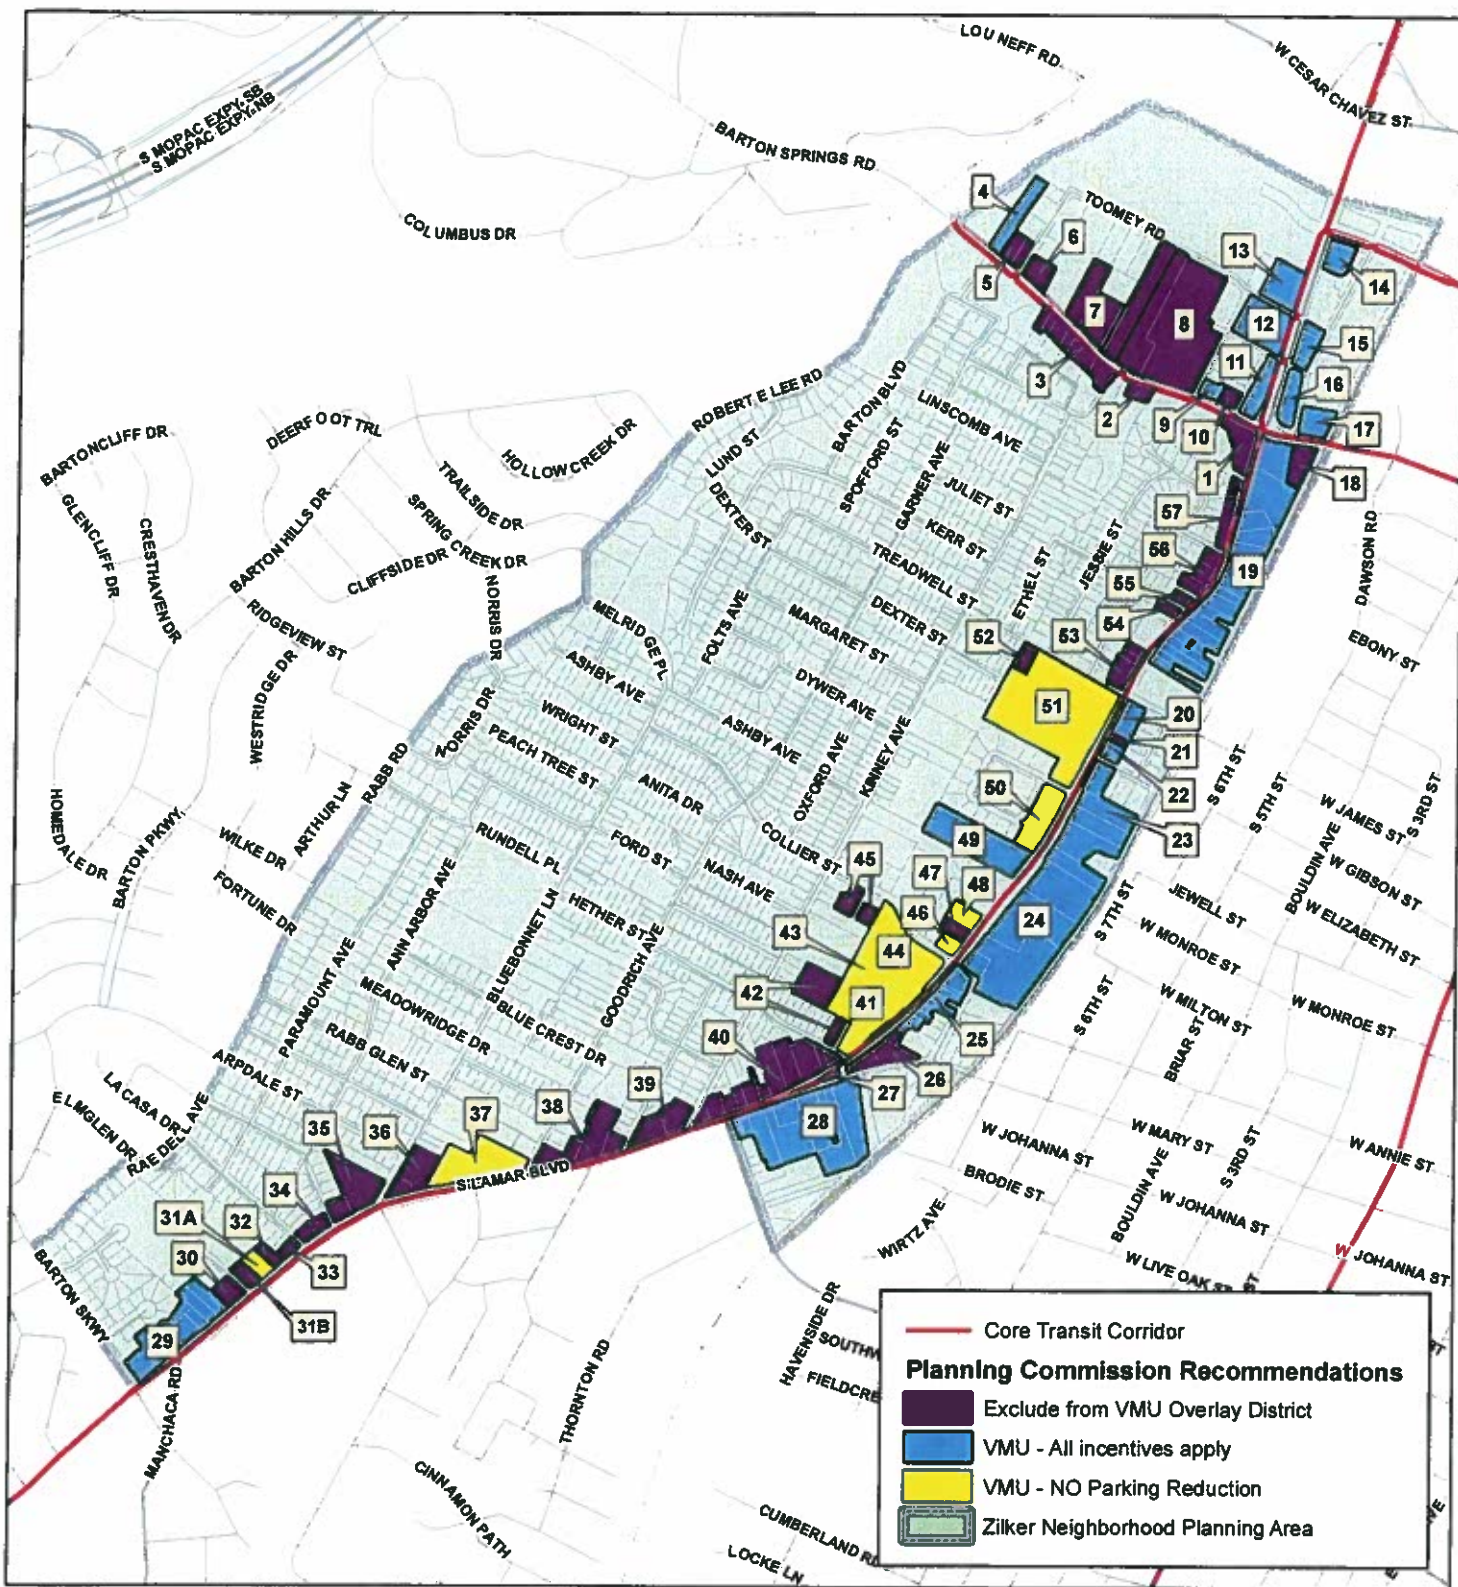 LOU NEFF RD
W CESAR CHAVEZ ST
S MOPAC EXPY SB
S MOPAC EXPY NB
BARTON SPRINGS RD
COLUMBUS DR
TOOMEY RD
4
6
5
7
8
13
14
12
15
11
16
3
2
9
10
17
1
18
ROBERT E LEE RD
BARTON BLVD
LINSCOMB AVE
LUND ST
SPOFFORD ST
GARNER AVE
JULIET ST
KERR ST
DEXTER ST
TREADWELL ST
ETHEL ST
JESSIE ST
57
56
55
54
19
DAWSON RD
EBONY ST
BARTONCLIFF DR
DEERFOOT TRL
HOLLOW CREEK DR
TRAILSIDE DR
SPRING CREEK DR
GLENCLIFF DR
CRESTHAVEN DR
BARTON HILLS DR
CLIFFSIDE DR
NORRIS DR
RIDGEVIEW ST
WESTRIDGE DR
MELRIDGE PL
FOLTS AVE
MARGARET ST
DEXTER ST
52
53
51
ASHBY AVE
DYWER AVE
WRIGHT ST
ASHBY AVE
OXFORD AVE
KINNEY AVE
20
21
22
23
NORRIS DR
PEACH TREE ST
RABB RD
ANITA DR
COLLIER ST
50
49
S 6TH ST
S 5TH ST
W JAMES ST
S 3RD ST
W GIBSON ST
BOULDIN AVE
W ELIZABETH ST
HOMEDALE DR
BARTON PKWY
WILKE DR
ARTHUR LN
FORTUNE DR
RUNDELL PL
FORD ST
NASH AVE
HETHER ST
ANN ARBOR AVE
BLUEBONNET LN
GOODRICH AVE
45
47
48
46
43
44
42
41
24
S 7TH ST
JEWELL ST
W MONROE ST
W MILTON ST
S 6TH ST
BRIAR ST
W MONROE ST
PARAMOUNT AVE
MEADOWRIDGE DR
BLUE CREST DR
RABB GLEN ST
ARPDALE ST
40
25
26
27
28
39
38
37
36
35
34
LA CASA DR
ELMGLEN DR
RAE DELL AVE
S LAMAR BLVD
W JOHANNA ST
BRODIE ST
W MARY ST
S 3RD ST
W ANNIE ST
BOULDIN AVE
W JOHANNA ST
W JOHANNA ST
W LIVE OAK ST
ST
WIRTZ AVE
31A
32
30
33
31B
29
BARTON SKWY
MANCHACA RD
THORNTON RD
HAVENSIDE DR
SOUTHW
FIELDCRE
CINNAMON PATH
CUMBERLAND RD
LOCKE LN
Core Transit Corridor
Planning Commission Recommendations
Exclude from VMU Overlay District
VMU - All incentives apply
VMU - NO Parking Reduction
Zilker Neighborhood Planning Area